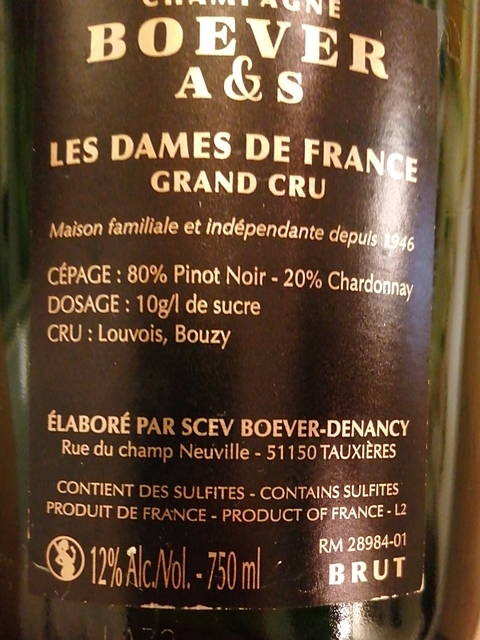 CHAMPAGNE
BOEVER
A&S
LES DAMES DE FRANCE
GRAND CRU
Maison familiale et indépendante depuis 1946
CÉPAGE : 80% Pinot Noir - 20% Chardonnay
DOSAGE : 10g/l de sucre
CRU : Louvois, Bouzy
ÉLABORÉ PAR SCEV BOEVER-DENANCY
Rue du champ Neuville - 51150 TAUXIÈRES
CONTIENT DES SULFITES - CONTAINS SULFITES
PRODUIT DE FRANCE - PRODUCT OF FRANCE - L2
RM 28984-01
12% Alc./Vol. - 750 ml
BRUT